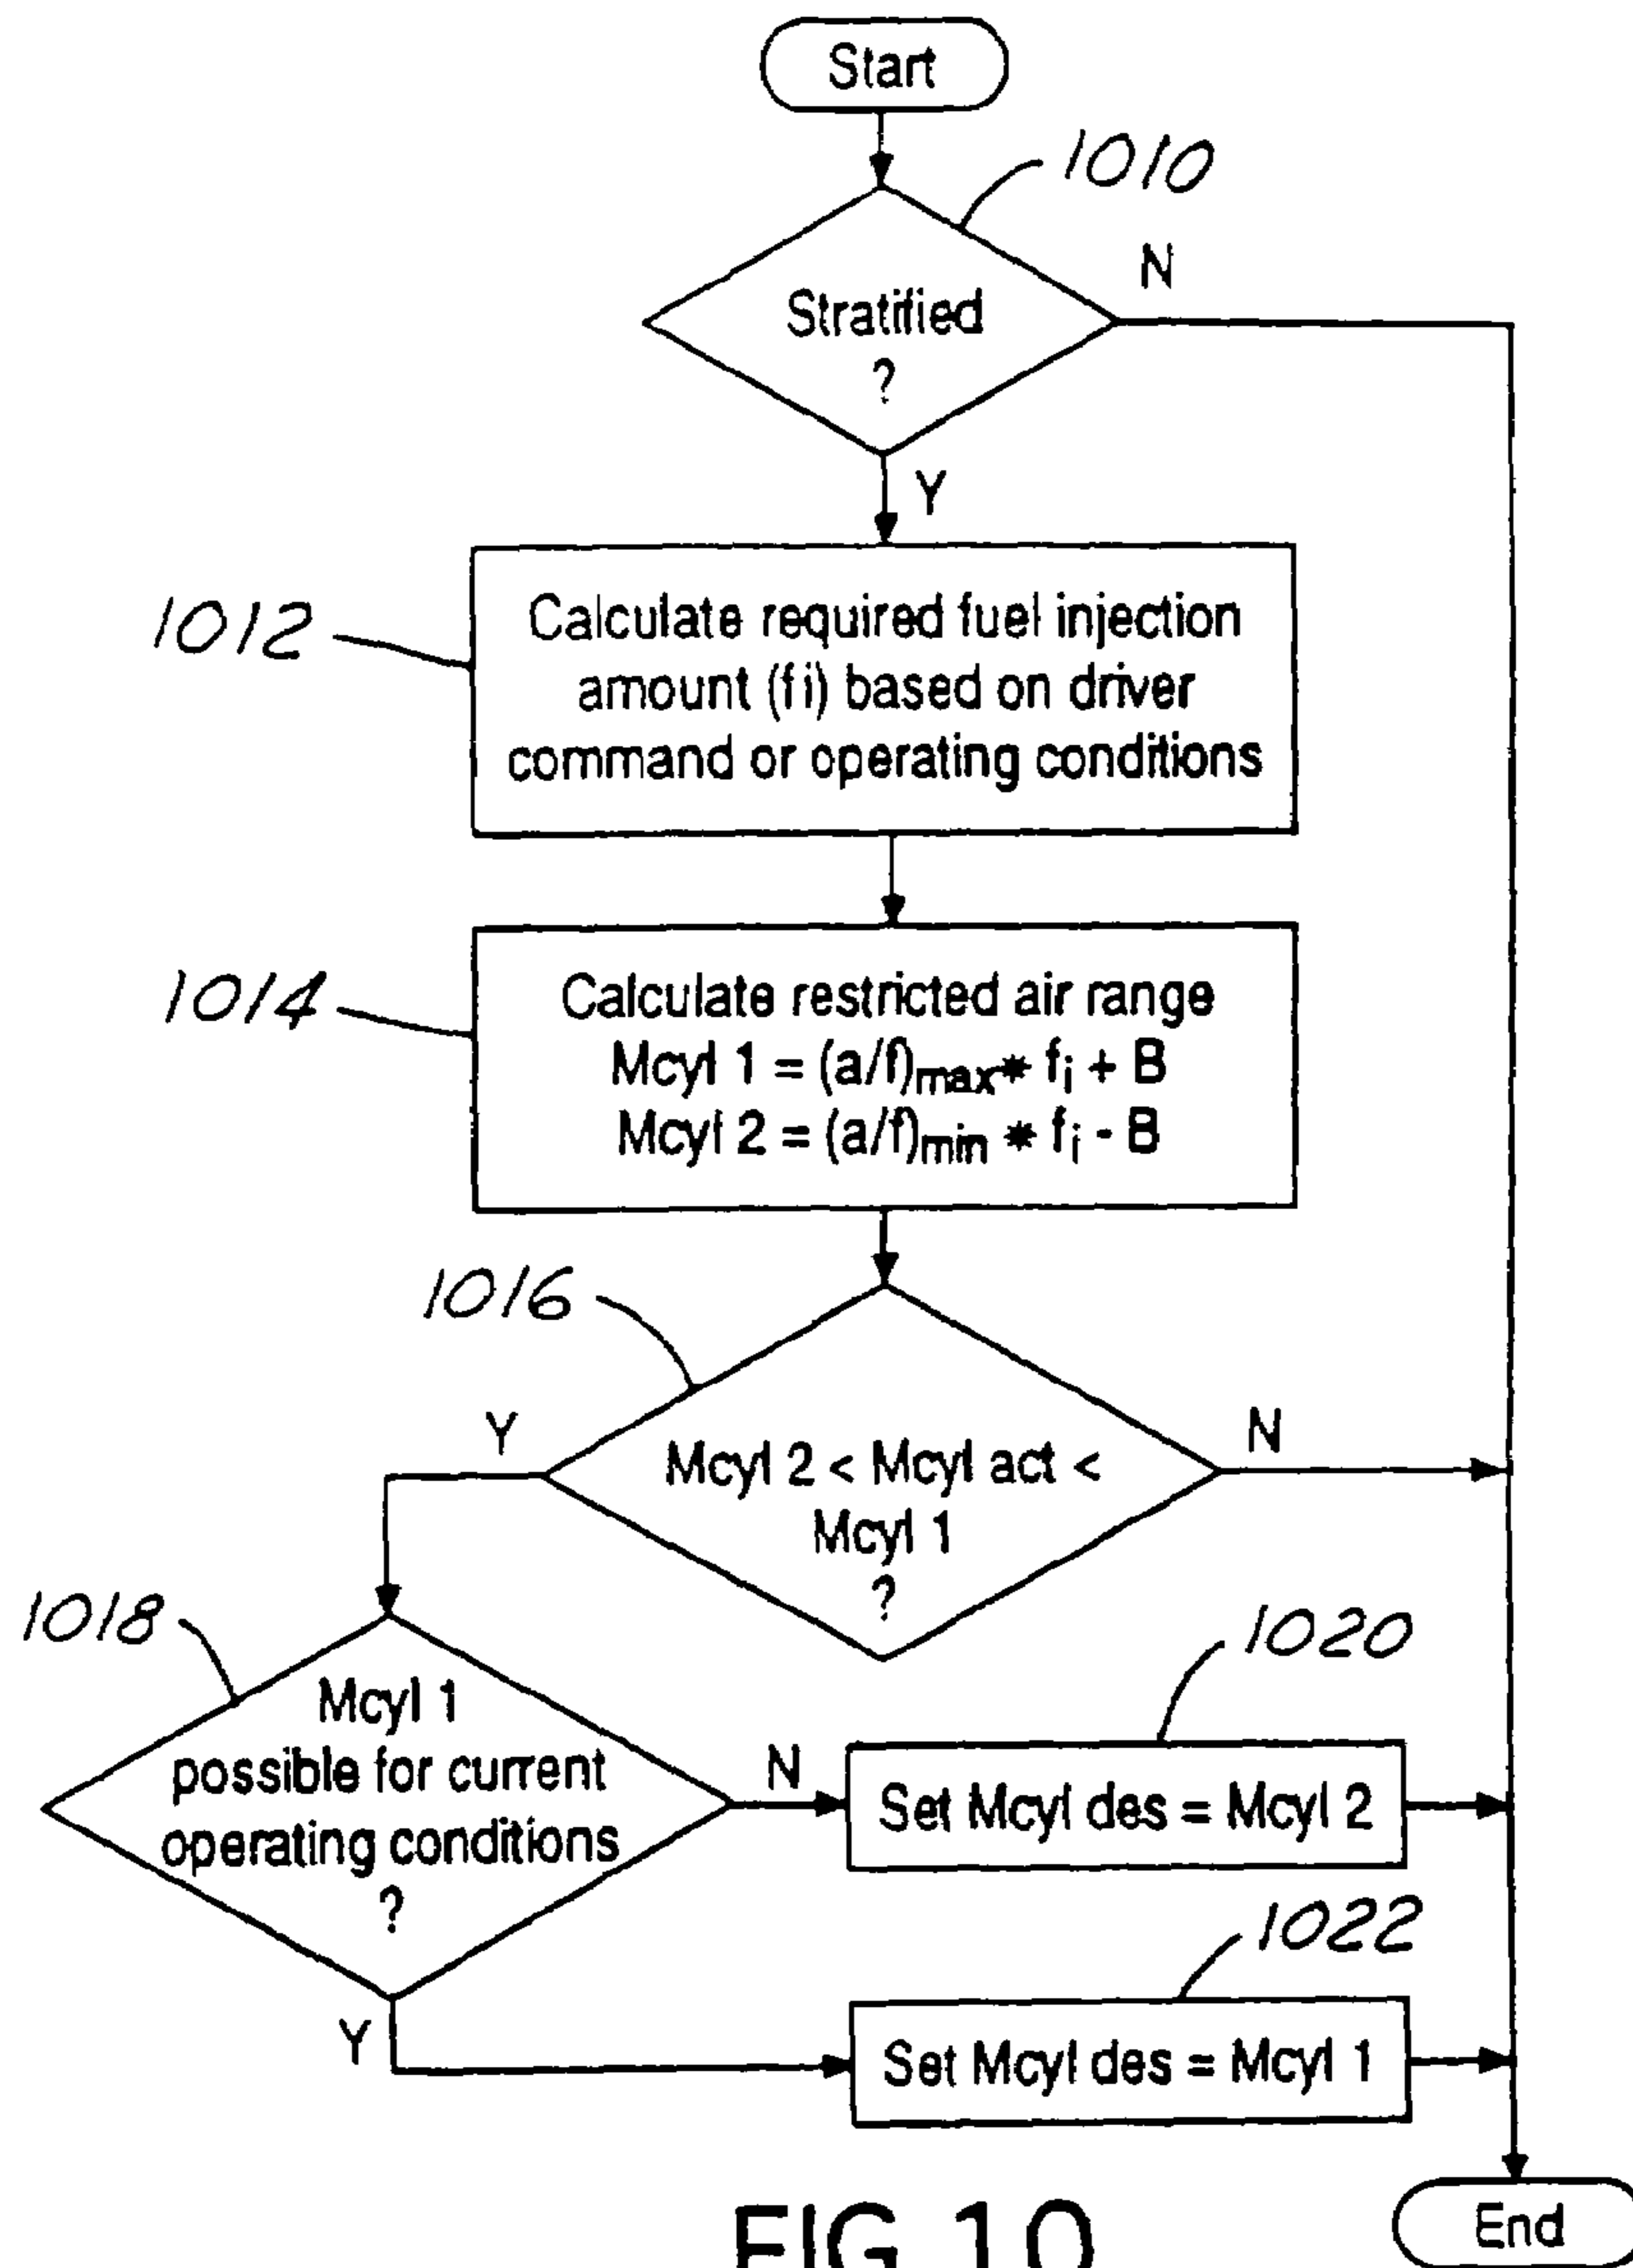 Start
1010
N
Stratified
?
Y
1012
Calculate required fuel injection
amount (fi) based on driver
command or operating conditions
1014
Calculate restricted air range
Mcyl 1 = (a/f)max* fi + B
Mcyl 2 = (a/f)min * fi - B
1016
Y
N
Mcyl 2 < Mcyl act <
Mcyl 1
?
1018
Mcyl 1
possible for current
operating conditions
?
N
1020
Set Mcyl des = Mcyl 2
1022
Y
Set Mcyl des = Mcyl 1
End
FIG 10